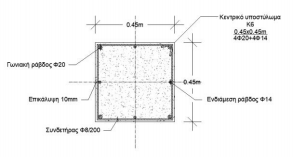 0.45m
Κεντρικό υποστύλωμα
Κ6
0.45x0.45m
4Φ20+4Φ14
Γωνιακή ράβδος Φ20
0.45m
Επικάλυψη 10mm
Ενδιάμεση ράβδος Φ14
Συνδετήρας Φ8/200